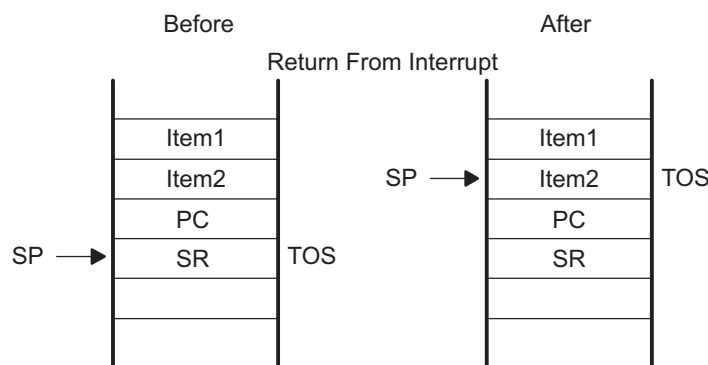 Before
After
Return From Interrupt
Item1
Item2
PC
SR
SP
TOS
Item1
Item2
PC
SR
SP
TOS